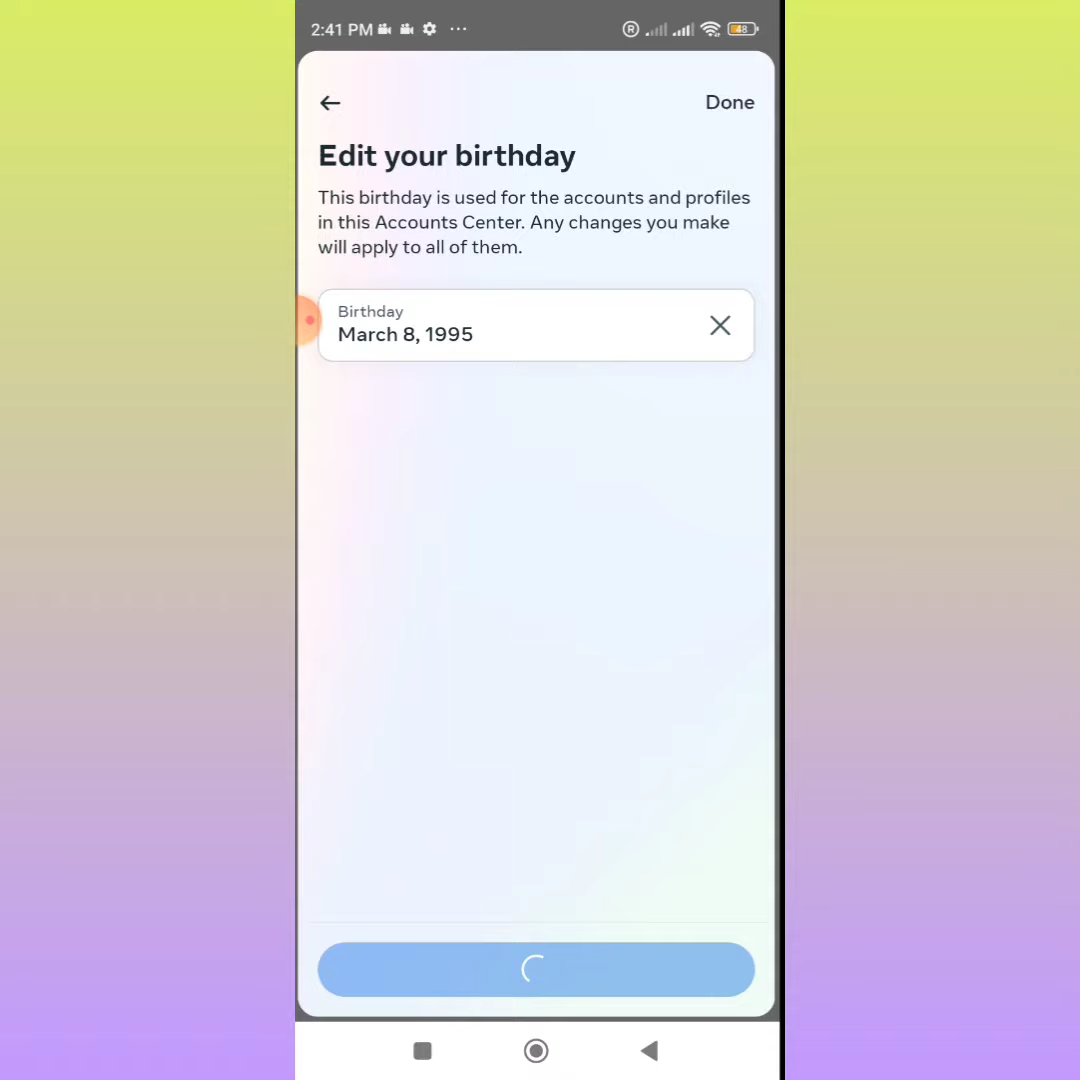 2:41 PM
R
48
Done
Edit your birthday
This birthday is used for the accounts and profiles
in this Accounts Center. Any changes you make
will apply to all of them.
Birthday
March 8, 1995